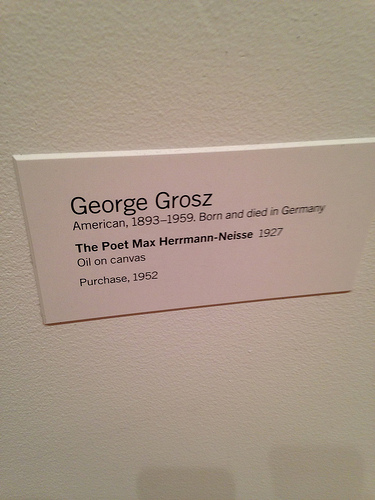 George Grosz
American, 1893–1959. Born and died in Germany
The Poet Max Herrmann-Neisse 1927
Oil on canvas
Purchase, 1952